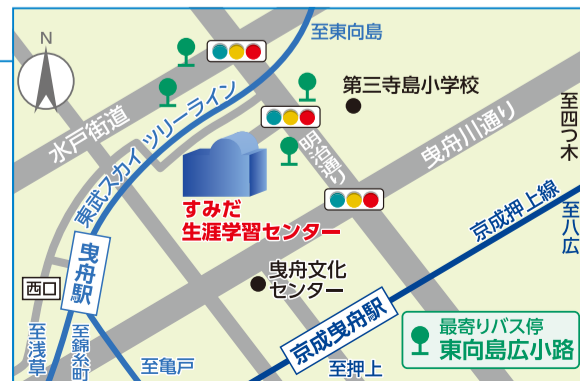 N
至東向島
第三寺島小学校
水戸街道
東武スカイツリーライン
明治通り
曳舟川通り
至四つ木
至八広
すみだ
生涯学習センター
京成押上線
曳舟駅
西口
曳舟文化
センター
京成曳舟駅
最寄りバス停
東向島広小路
至浅草
至錦糸町
至亀戸
至押上